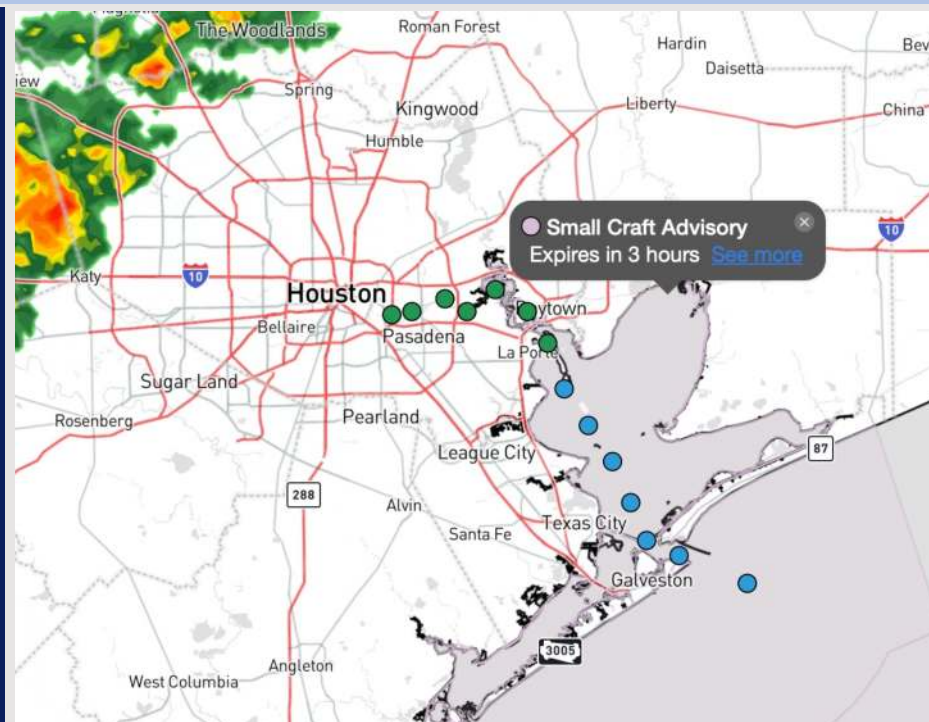 The Woodlands
Roman Forest
Hardin
Daisetta
Spring
Kingwood
Liberty
China
Humble
Small Craft Advisory
Expires in 3 hours See more
10
Katy
10
Houston
ytown
Bellaire
Pasadena
La Porte
Sugar Land
Rosenberg
Pearland
League City
87
288
Alvin
Texas City
Santa Fe
Galveston
3005
Angleton
West Columbia